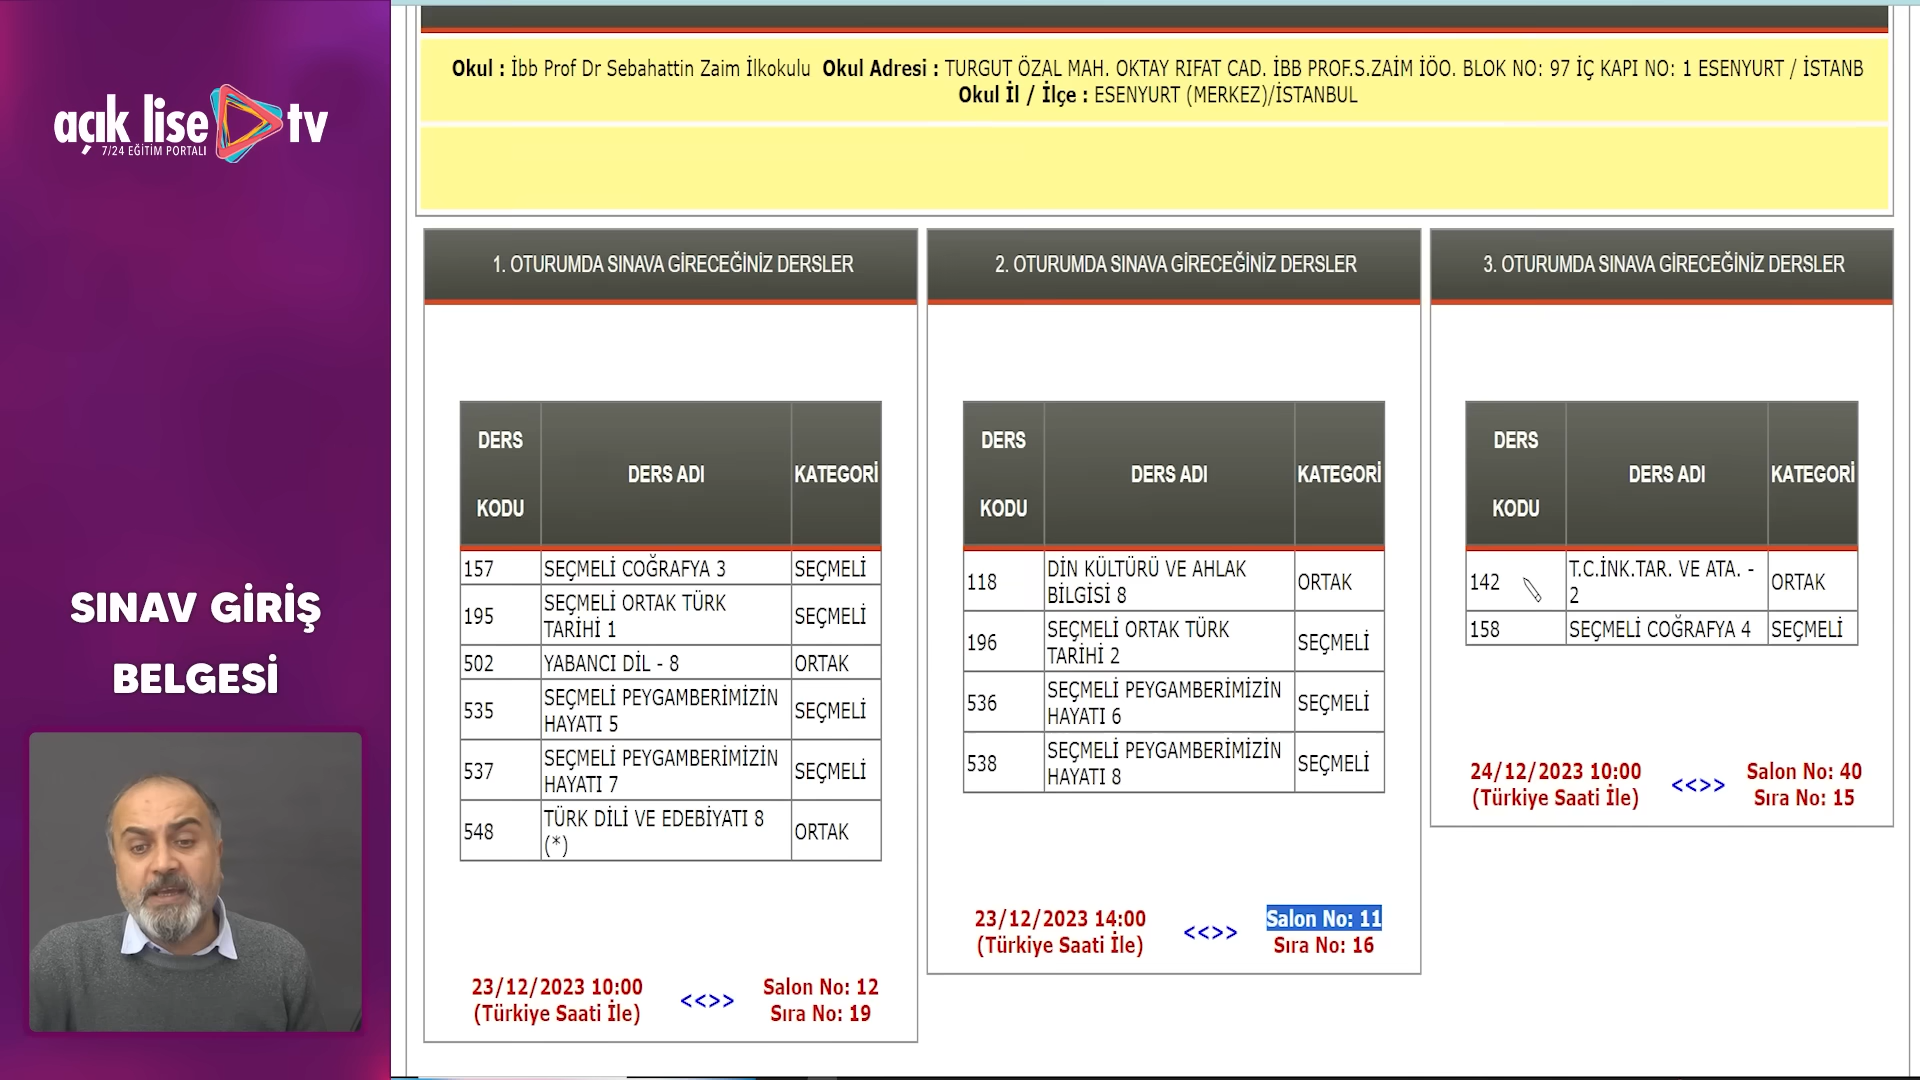 açık lise tv
7/24 EĞİTİM PORTALI
SINAV GİRİŞ
BELGESİ
Okul : İbb Prof Dr Sebahattin Zaim İlkokulu Okul Adresi : TURGUT ÖZAL MAH. OKTAY RIFAT CAD. İBB PROF.S.ZAİM İÖO. BLOK NO: 97 İÇ KAPI NO: 1 ESENYURT / İSTANB
Okul İl / İlçe : ESENYURT (MERKEZ)/İSTANBUL
1. OTURUMDA SINAVA GİRECEĞİNİZ DERSLER
DERS KODU DERS ADI KATEGORİ
157 SEÇMELİ COĞRAFYA 3 SEÇMELİ
195 SEÇMELİ ORTAK TÜRK TARİHİ 1 SEÇMELİ
502 YABANCI DİL - 8 ORTAK
535 SEÇMELİ PEYGAMBERİMİZİN HAYATI 5 SEÇMELİ
537 SEÇMELİ PEYGAMBERİMİZİN HAYATI 7 SEÇMELİ
548 TÜRK DİLİ VE EDEBİYATI 8 (*) ORTAK
23/12/2023 10:00 <<>> Salon No: 12
(Türkiye Saati İle) Sıra No: 19
2. OTURUMDA SINAVA GİRECEĞİNİZ DERSLER
DERS KODU DERS ADI KATEGORİ
118 DİN KÜLTÜRÜ VE AHLAK BİLGİSİ 8 ORTAK
196 SEÇMELİ ORTAK TÜRK TARİHİ 2 SEÇMELİ
536 SEÇMELİ PEYGAMBERİMİZİN HAYATI 6 SEÇMELİ
538 SEÇMELİ PEYGAMBERİMİZİN HAYATI 8 SEÇMELİ
23/12/2023 14:00 <<>> Salon No: 11
(Türkiye Saati İle) Sıra No: 16
3. OTURUMDA SINAVA GİRECEĞİNİZ DERSLER
DERS KODU DERS ADI KATEGORİ
142 T.C.İNK.TAR. VE ATA. - 2 ORTAK
158 SEÇMELİ COĞRAFYA 4 SEÇMELİ
24/12/2023 10:00 <<>> Salon No: 40
(Türkiye Saati İle) Sıra No: 15